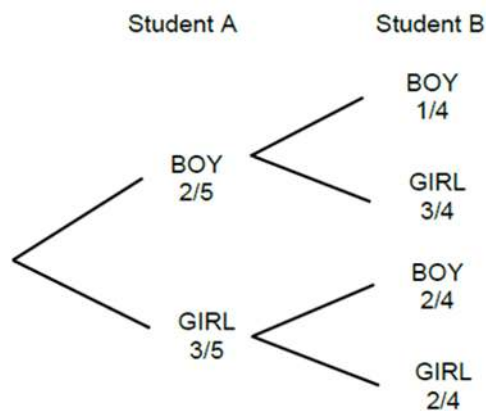 Student A
Student B
BOY
2/5
BOY
1/4
GIRL
3/4
GIRL
3/5
BOY
2/4
GIRL
2/4